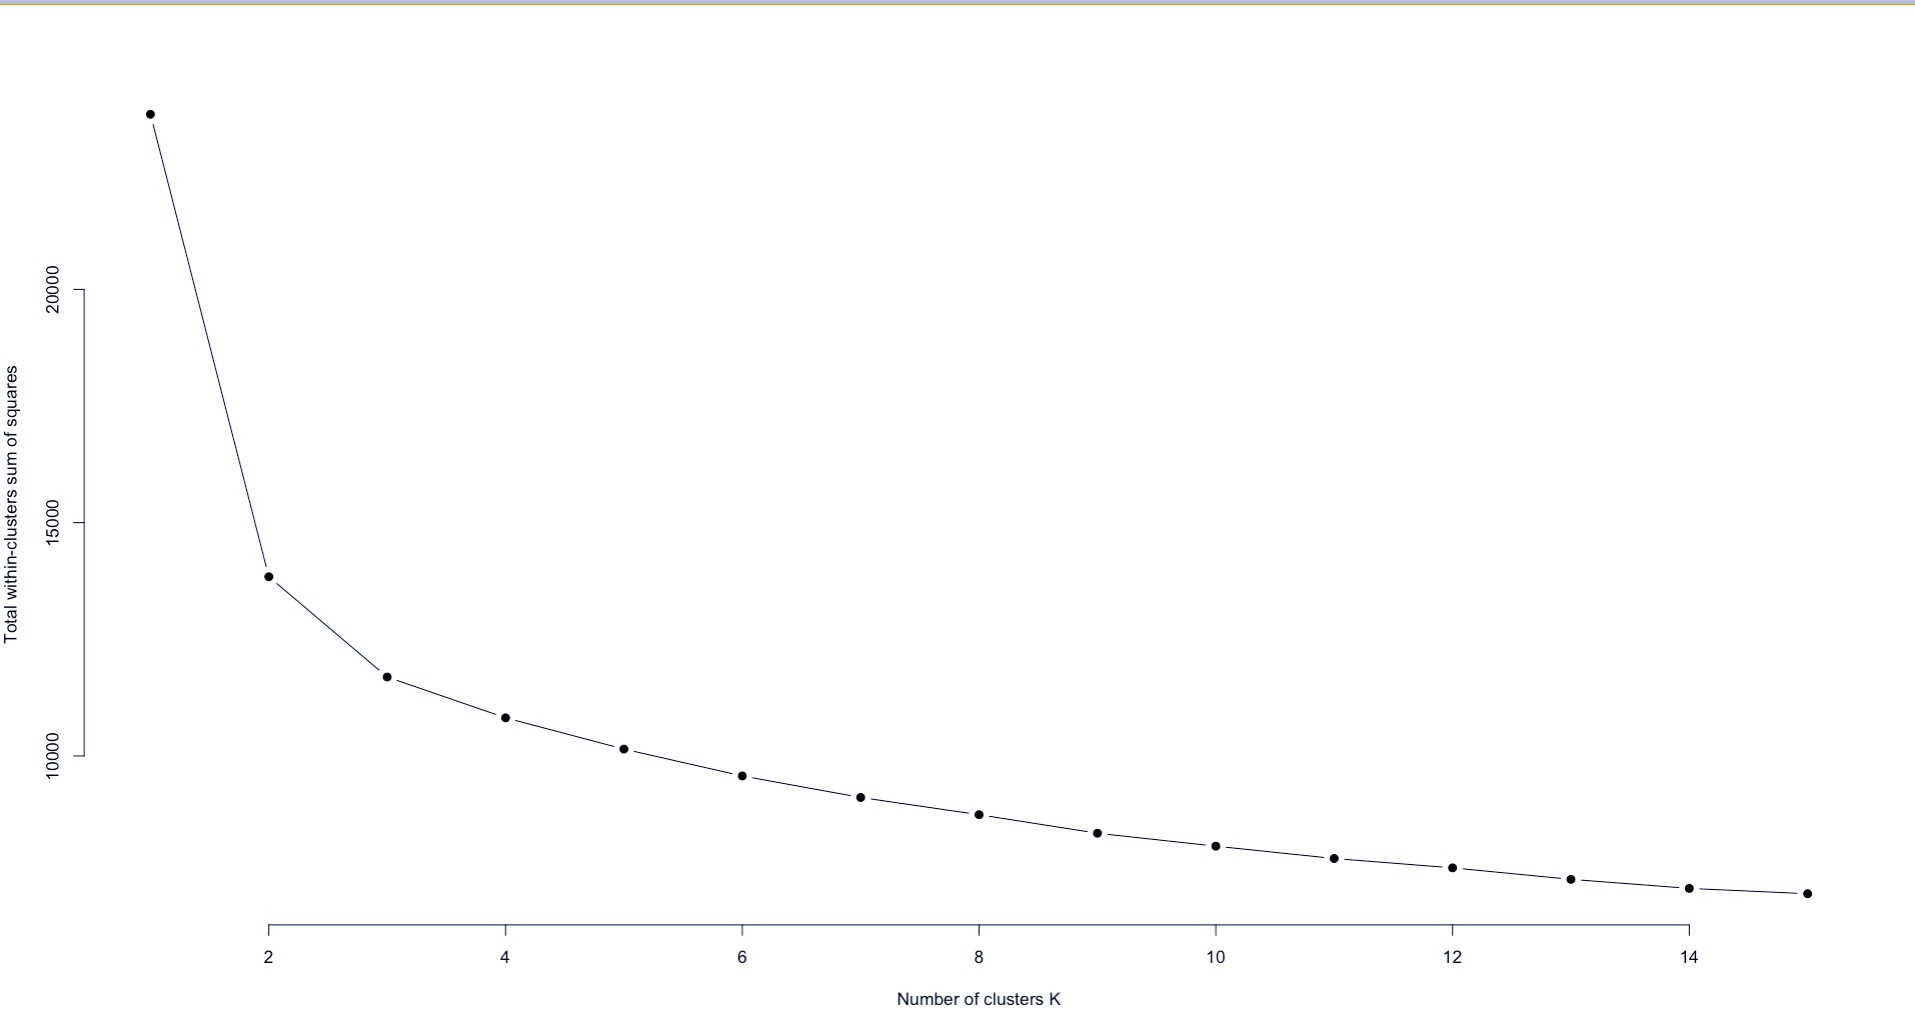 Total within-clusters sum of squares
20000
15000
10000
2 4 6 8 10 12 14
Number of clusters K